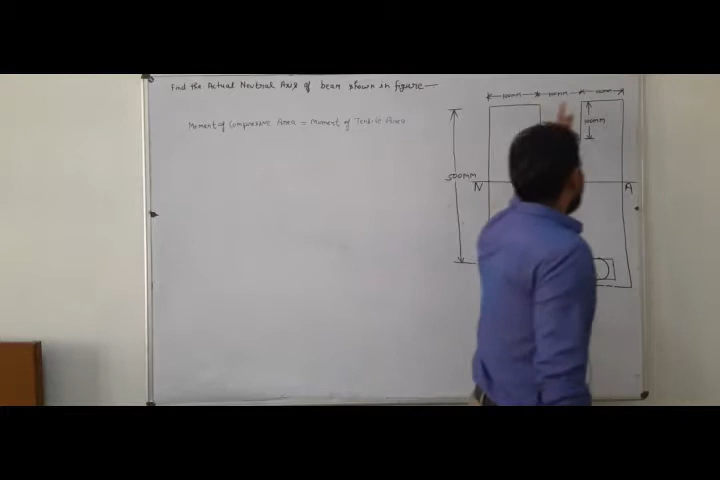 Find the Actual Neutral Axis of beam shown in figure—
Moment of Compressive Area = Moment of Tensile Area
100mm
500mm
N
A